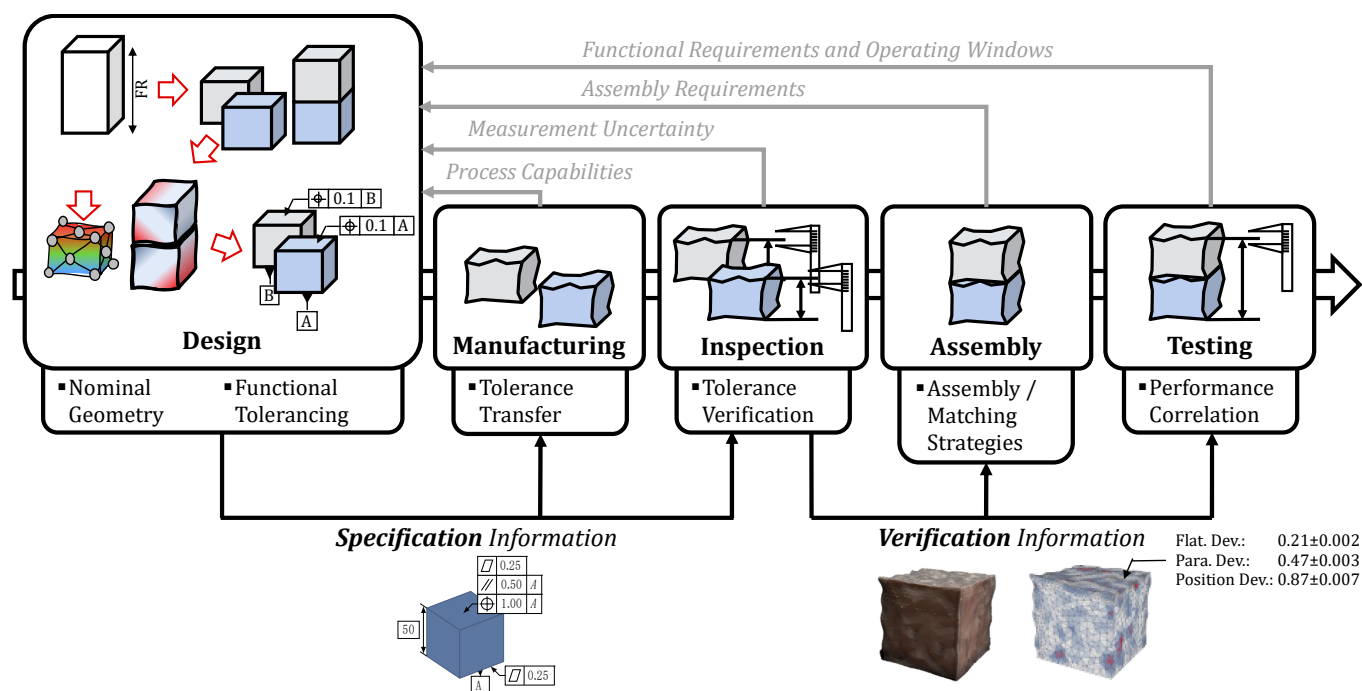 Functional Requirements and Operating Windows
Assembly Requirements
Measurement Uncertainty
Process Capabilities
FR
0.1 B
0.1 A
B
A
Design
Manufacturing
Inspection
Assembly
Testing
▪Nominal Geometry
▪Functional Tolerancing
▪Tolerance Transfer
▪Tolerance Verification
▪Assembly / Matching Strategies
▪Performance Correlation
Specification Information
Verification Information
0.25
0.50 A
1.00 A
50
A
0.25
Flat. Dev.: 0.21±0.002
Para. Dev.: 0.47±0.003
Position Dev.: 0.87±0.007